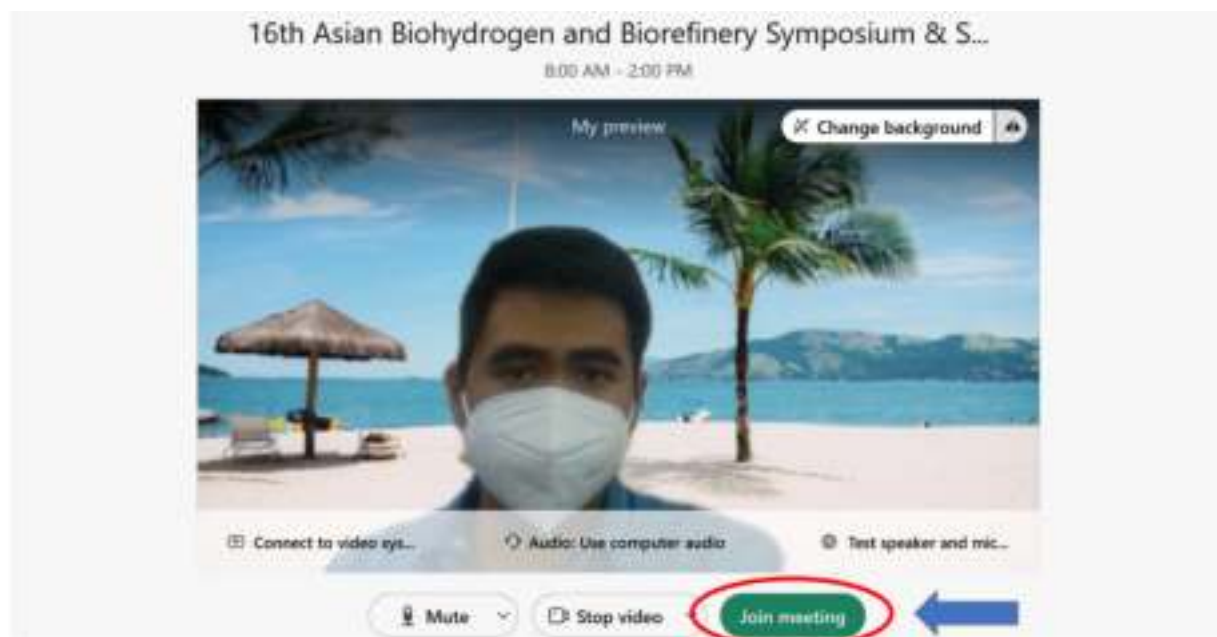 16th Asian Biohydrogen and Biorefinery Symposium & S...
8:00 AM - 2:00 PM
My preview
Change background
Connect to video sys...
Audio: Use computer audio
Test speaker and mic...
Mute
Stop video
Join meeting